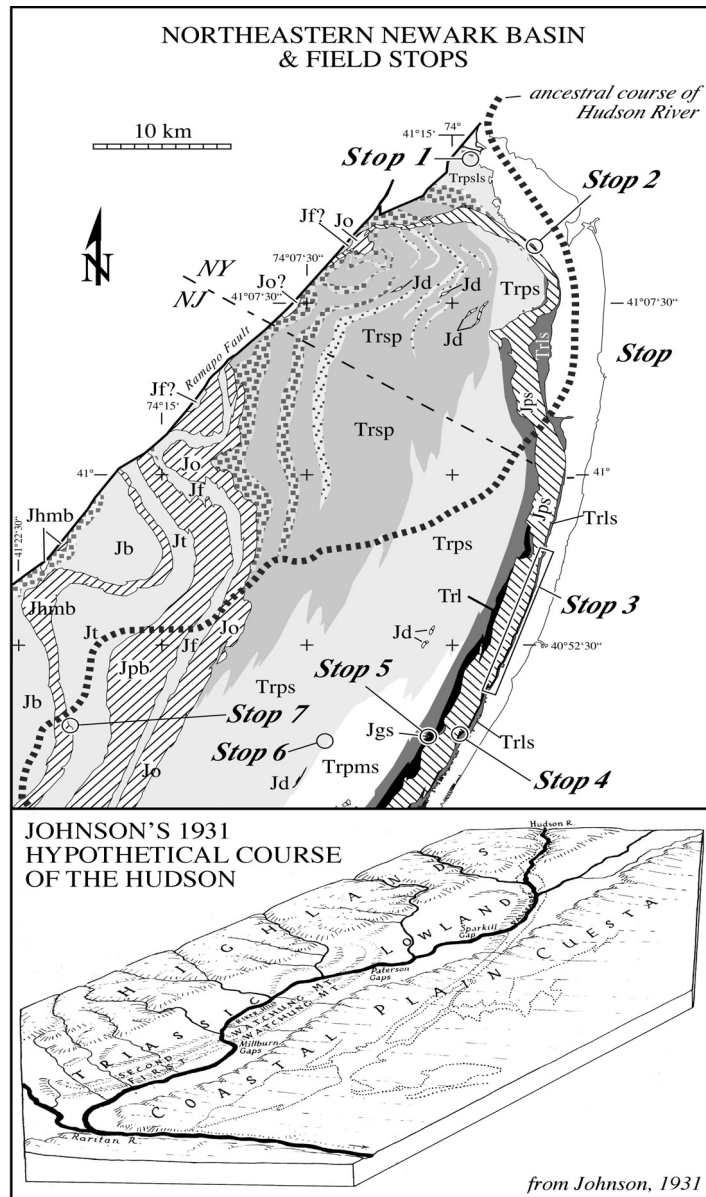 NORTHEASTERN NEWARK BASIN
& FIELD STOPS
ancestral course of
Hudson River
10 km
41°15'
74°
Stop 1
Trpsls
Stop 2
Jf?
Jo
74°07'30"
N
NY
NJ
Jo?
41°07'30"
Jd
Jd
Trps
41°07'30"
Jd
Trls
Stop
Trsp
Ramapo Fault
Jf?
74°15'
Jps
Trsp
41°
Jo
41°
Jf
Jps
Trls
Jhmb
41°22'30"
Jb
Jt
Trps
Stop 3
Trl
Jhmb
Jo
Jd
Jt
Jf
40°52'30"
Jpb
Stop 5
Jb
Trps
Stop 7
Jgs
Trls
Stop 6
Stop 4
Jo
Jd
Trpms
JOHNSON'S 1931
HYPOTHETICAL COURSE
OF THE HUDSON
Hudson R.
HIGHLANDS
Sparkill
Gap
TRIASSIC LOWLAND
Paterson
Gaps
COASTAL PLAIN CUESTA
SECOND WATCHUNG MT.
FIRST WATCHUNG MT.
Millburn
Gaps
Raritan R.
from Johnson, 1931